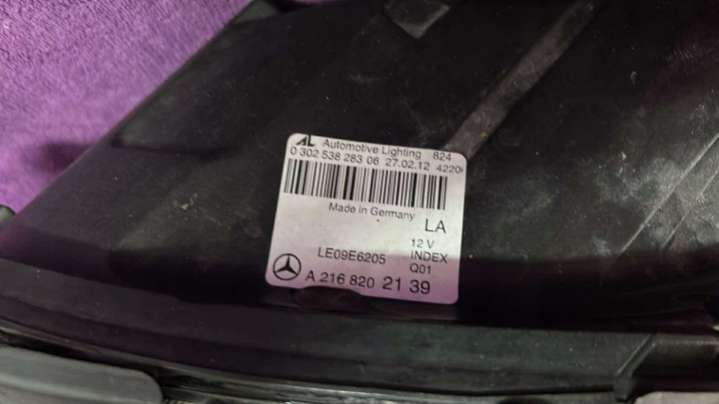 AL Automotive Lighting 824
0 302 538 283 06 27.02.12 4220
Made in Germany
LA
12 V
LE09E6205 INDEX
Q01
A 216 820 21 39